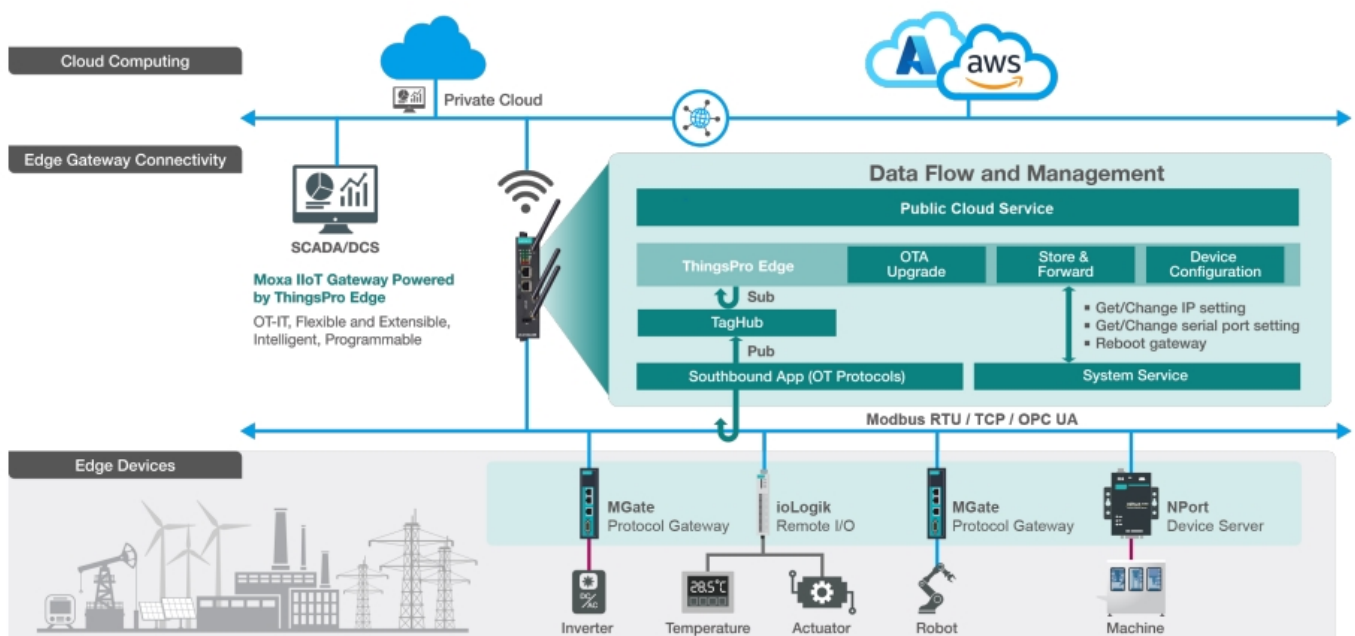 Cloud Computing
Private Cloud
aws
Edge Gateway Connectivity
SCADA/DCS
Moxa IIoT Gateway Powered
by ThingsPro Edge
OT-IT, Flexible and Extensible,
Intelligent, Programmable
Data Flow and Management
Public Cloud Service
ThingsPro Edge
OTA
Upgrade
Store &
Forward
Device
Configuration
Sub
TagHub
Pub
Southbound App (OT Protocols)
▪ Get/Change IP setting
▪ Get/Change serial port setting
▪ Reboot gateway
System Service
Modbus RTU / TCP / OPC UA
Edge Devices
MGate
Protocol Gateway
ioLogik
Remote I/O
MGate
Protocol Gateway
NPort
Device Server
DC/AC
Inverter
28.5°C
Temperature
Actuator
Robot
Machine